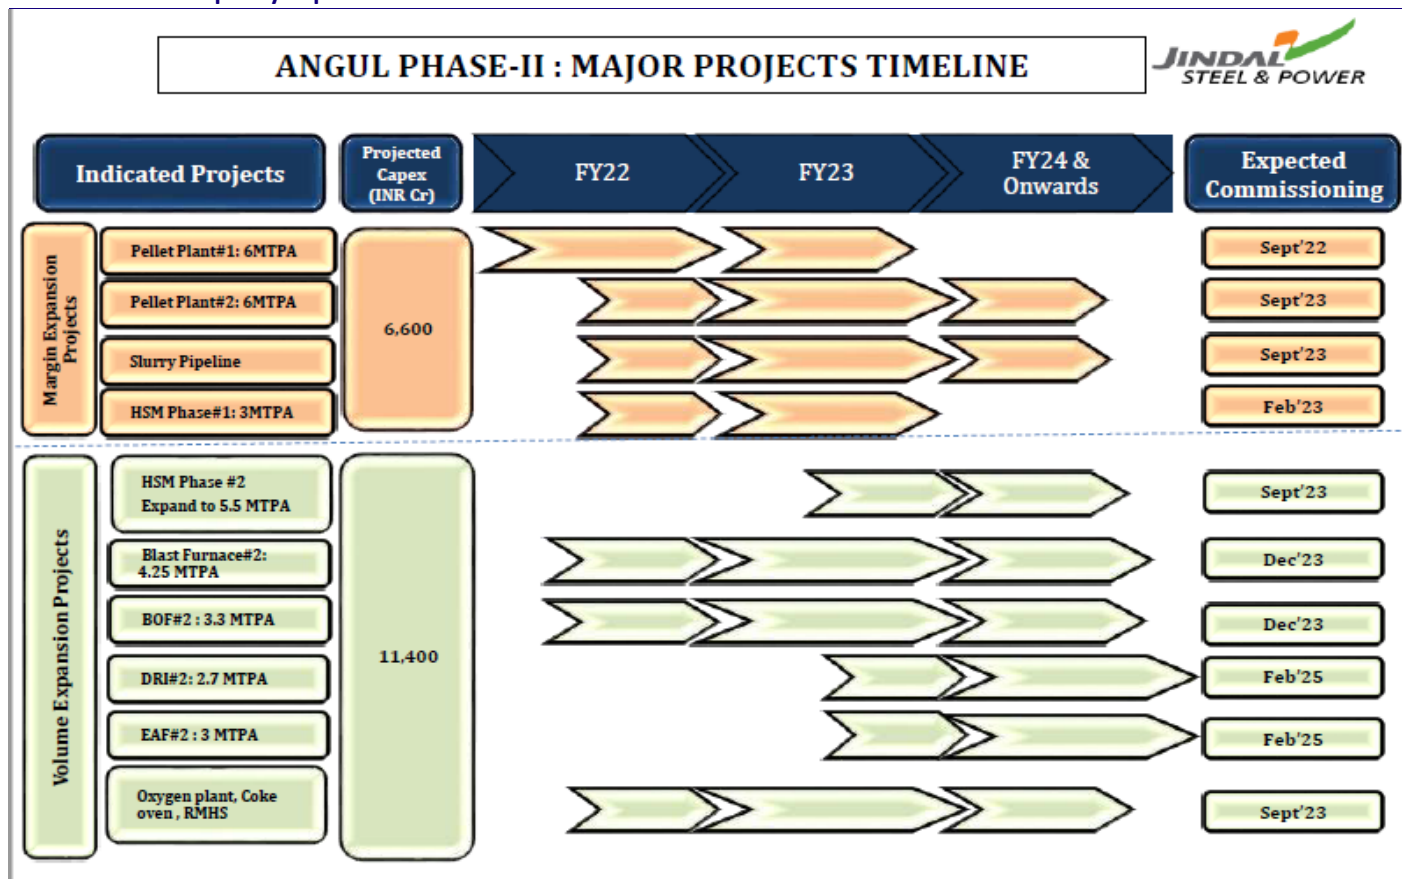 ANGUL PHASE-II : MAJOR PROJECTS TIMELINE
JINDAL
STEEL & POWER
Indicated Projects
Projected
Capex
(INR Cr)
FY22
FY23
FY24 &
Onwards
Expected
Commissioning
Margin Expansion
Projects
Pellet Plant#1: 6MTPA
Sept'22
Pellet Plant#2: 6MTPA
Sept'23
6,600
Slurry Pipeline
Sept'23
HSM Phase#1: 3MTPA
Feb'23
Volume Expansion Projects
HSM Phase #2
Expand to 5.5 MTPA
Sept'23
Blast Furnace#2:
4.25 MTPA
Dec'23
BOF#2 : 3.3 MTPA
Dec'23
11,400
DRI#2: 2.7 MTPA
Feb'25
EAF#2 : 3 MTPA
Feb'25
Oxygen plant, Coke
oven , RMHS
Sept'23